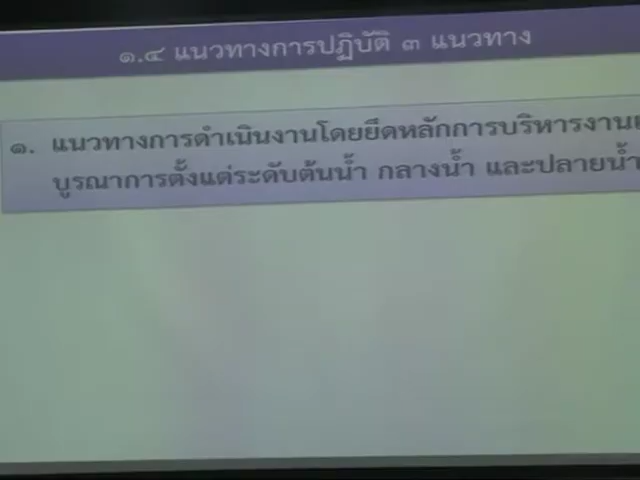 ๑.๔ แนวทางการปฏิบัติ ๓ แนวทาง
๑. แนวทางการดำเนินงานโดยยึดหลักการบริหารงาน
บูรณาการตั้งแต่ระดับต้นน้ำ กลางน้ำ และปลายน้ำ